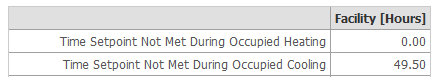 Facility [Hours]
Time Setpoint Not Met During Occupied Heating 0.00
Time Setpoint Not Met During Occupied Cooling 49.50